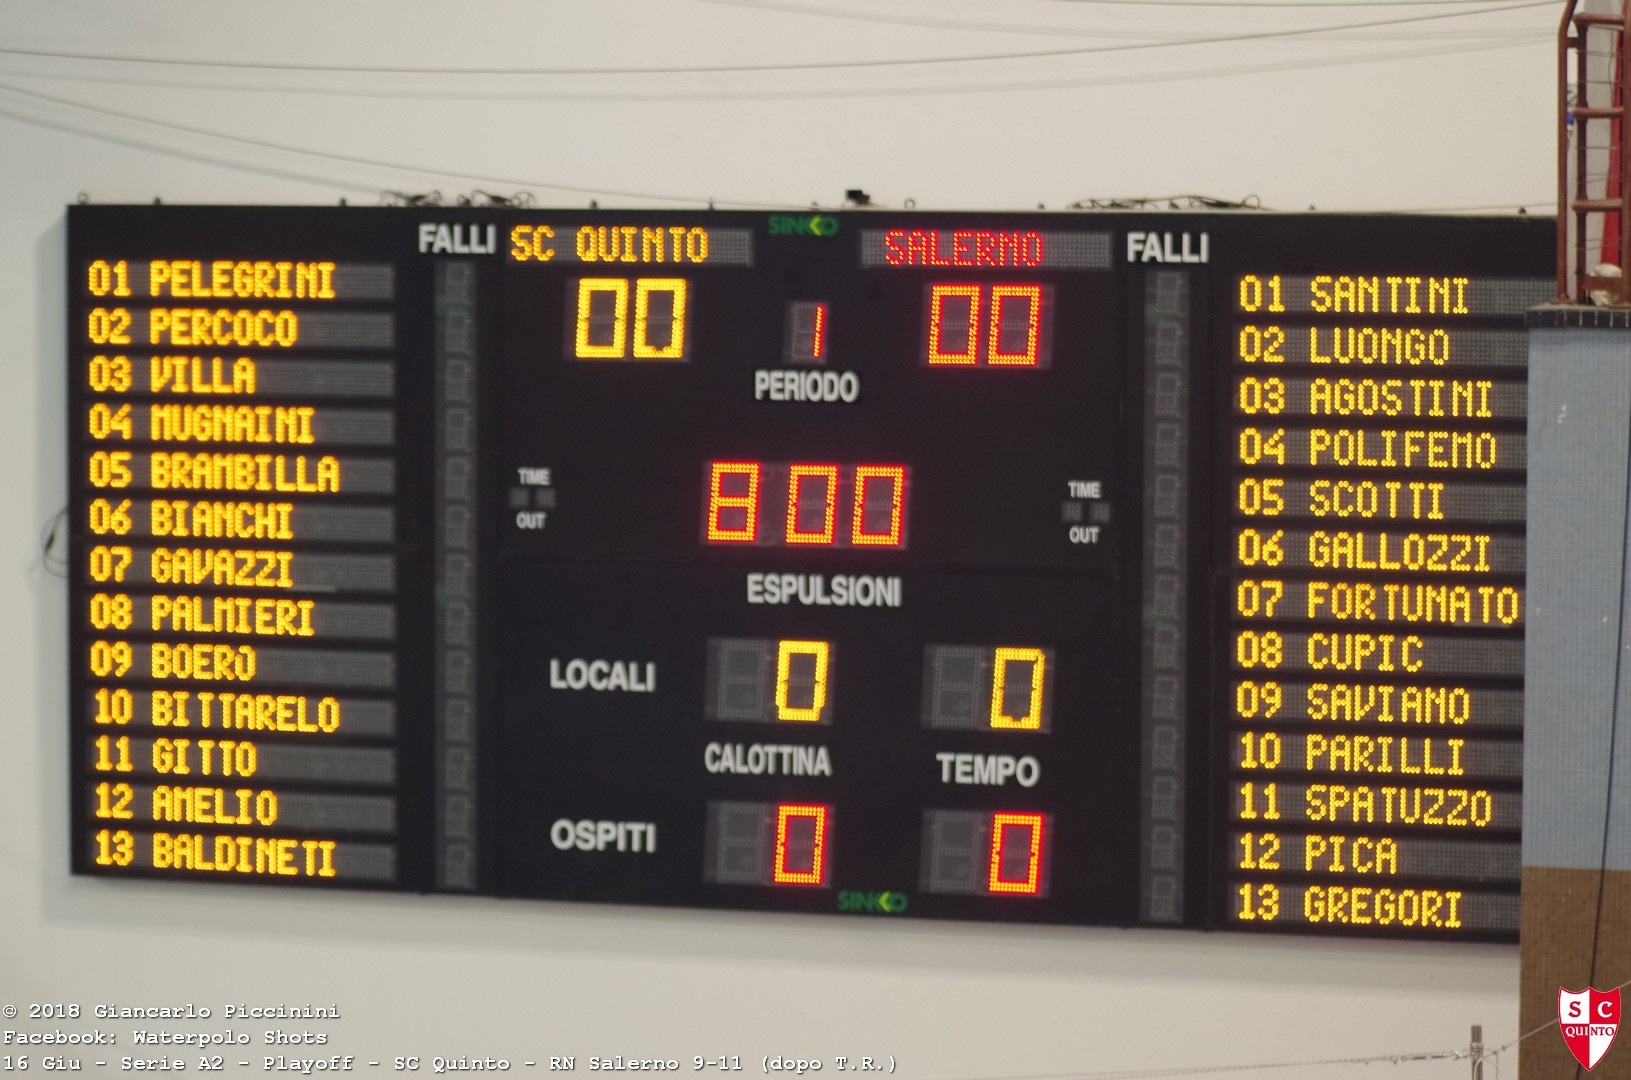 SINKO
FALLI SC QUINTO SALERNO FALLI
00 1 00
PERIODO
01 PELEGRINI
02 PERCOCO
03 VILLA
04 MUGNAINI
05 BRAMBILLA
06 BIANCHI
07 GAVAZZI
08 PALMIERI
09 BOERO
10 BITTARELO
11 GITTO
12 AMELIO
13 BALDINETI
TIME
OUT
800
TIME
OUT
ESPULSIONI
LOCALI 0 0
CALOTTINA TEMPO
OSPITI 0 0
SINKO
01 SANTINI
02 LUONGO
03 AGOSTINI
04 POLIFEMO
05 SCOTTI
06 GALLOZZI
07 FORTUNATO
08 CUPIC
09 SAVIANO
10 PARILLI
11 SPATUZZO
12 PICA
13 GREGORI
© 2018 Giancarlo Piccinini
Facebook: Waterpolo Shots
16 Giu - Serie A2 - Playoff - SC Quinto - RN Salerno 9-11 (dopo T.R.)
S C
QUINTO